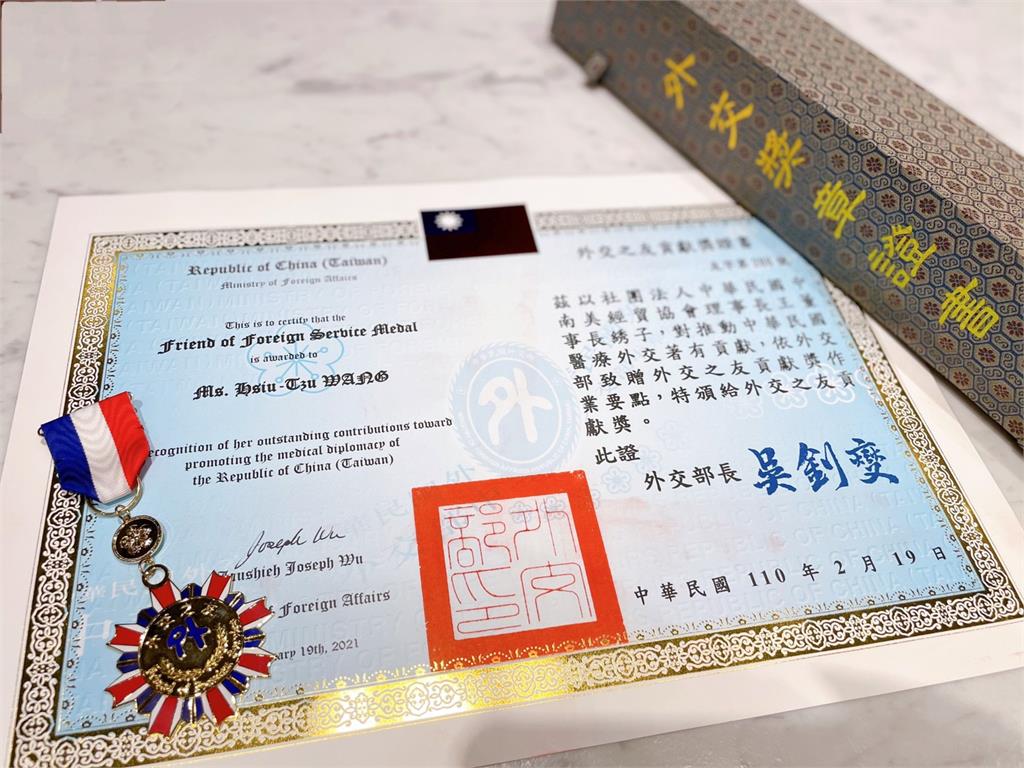 外交獎章證書
Republic of China (Taiwan)
Ministry of Foreign Affairs
This is to certify that the
Friend of Foreign Service Medal
is awarded to
Ms. Hsiu-Tzu WANG
recognition of her outstanding contributions toward
promoting the medical diplomacy of
the Republic of China (Taiwan)
Joseph Wu
Jaushieh Joseph Wu
Foreign Affairs
19th, 2021
外交之友貢獻獎贈書
茲以社團法人中華民國中
南美經貿協會理事長王董
事長綉子，對推動中華民國
醫療外交著有貢獻，依外交
部致贈外交之友貢獻獎作
業要點，特頒給外交之友貢
獻獎。
此證
外交部長 吳釗燮
中華民國 110 年 2 月 19 日
外交
部印